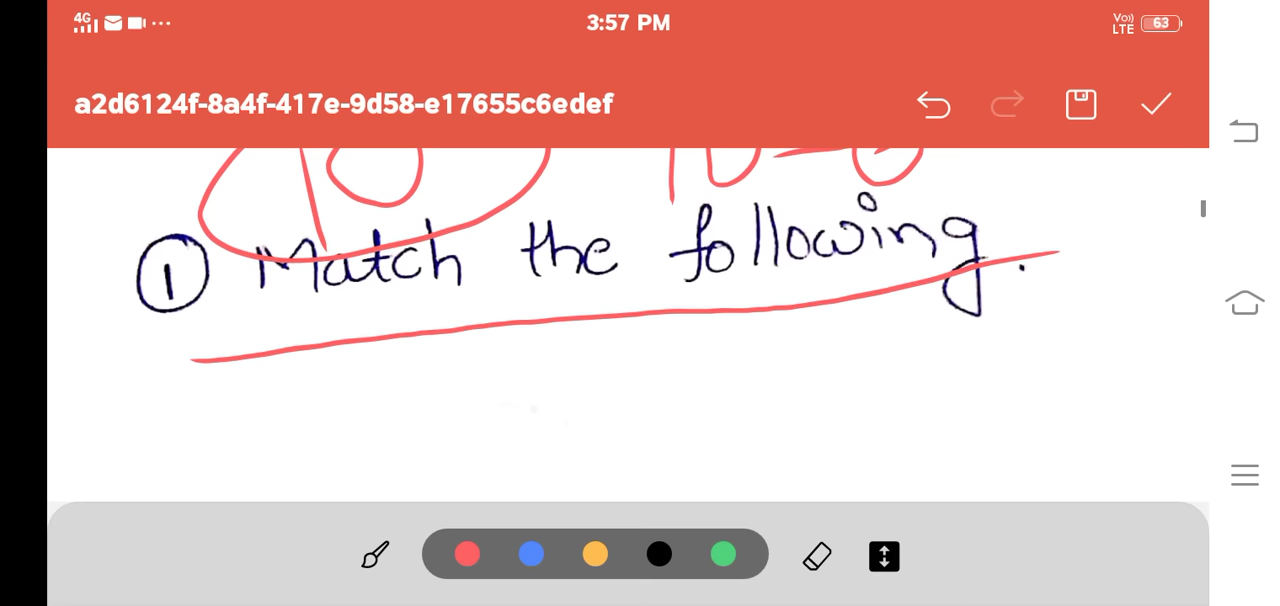 4G 3:57 PM Vo)) LTE 63
a2d6124f-8a4f-417e-9d58-e17655c6edef
① Match the following.